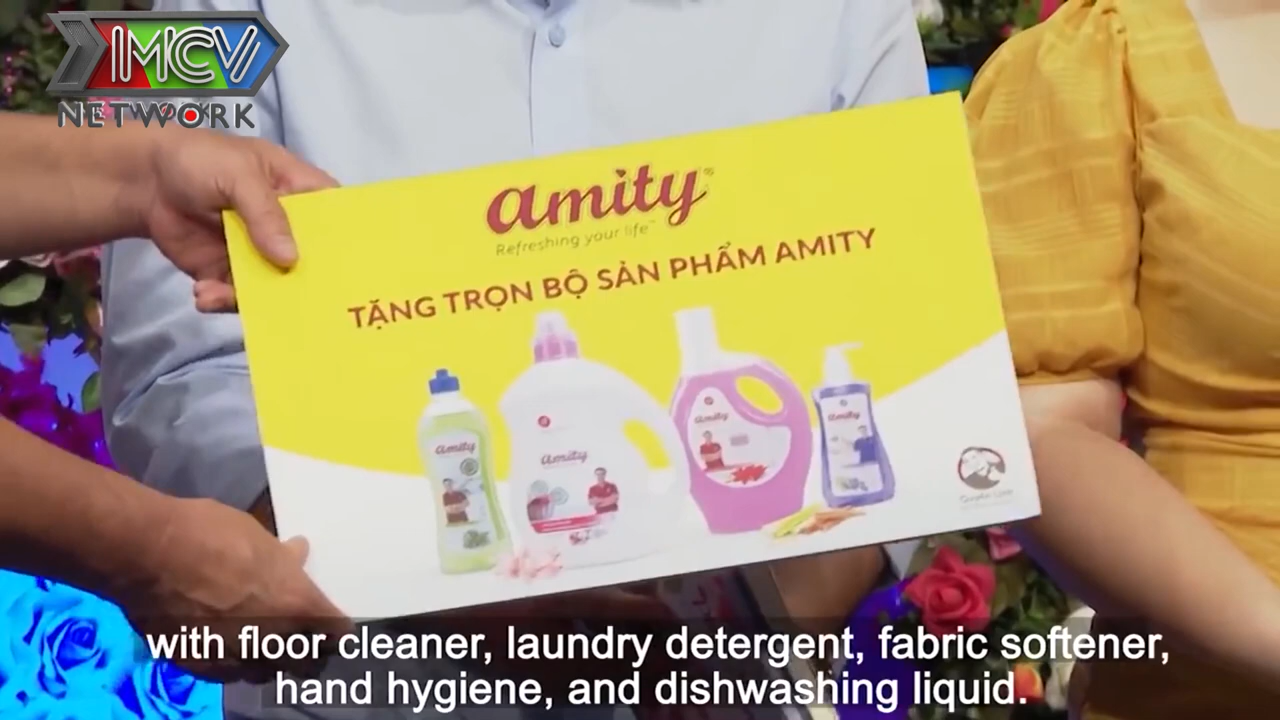 MCV
NETWORK
amity
Refreshing your life
TẶNG TRỌN BỘ SẢN PHẨM AMITY
amity
amity
amity
amity
with floor cleaner, laundry detergent, fabric softener,
hand hygiene, and dishwashing liquid.